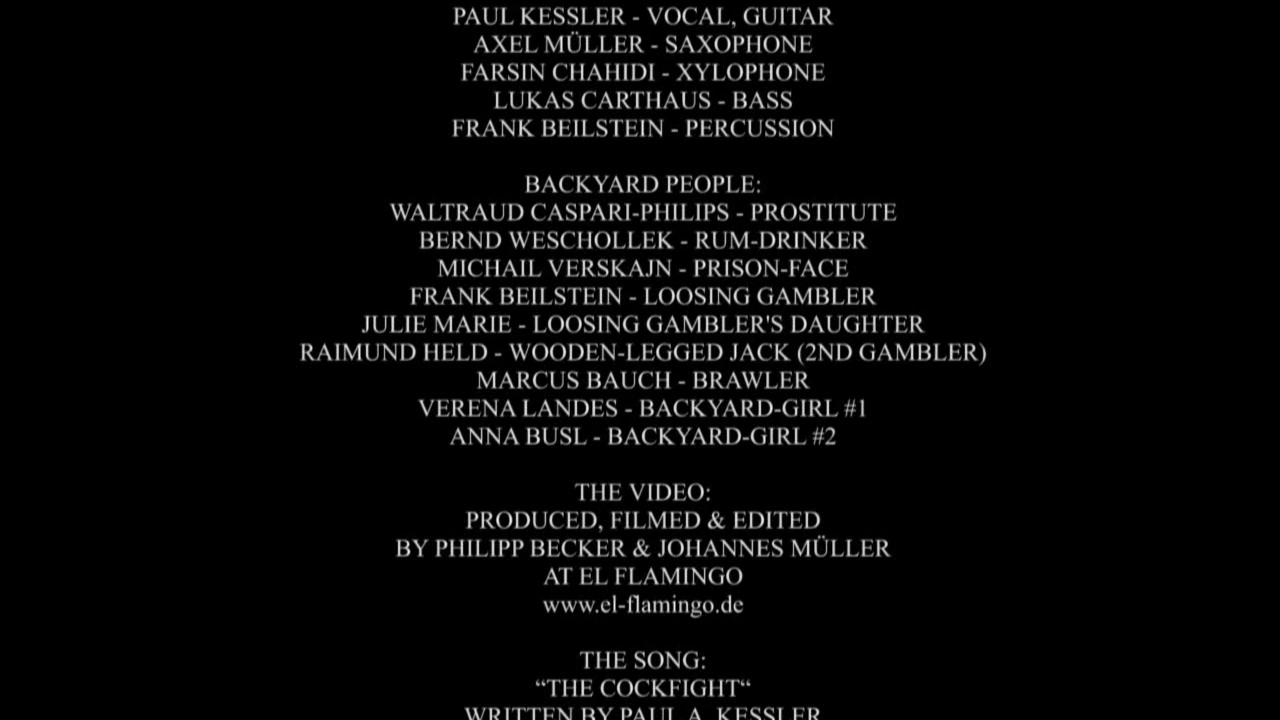 PAUL KESSLER - VOCAL, GUITAR
AXEL MÜLLER - SAXOPHONE
FARSIN CHAHIDI - XYLOPHONE
LUKAS CARTHAUS - BASS
FRANK BEILSTEIN - PERCUSSION
BACKYARD PEOPLE:
WALTRAUD CASPARI-PHILIPS - PROSTITUTE
BERND WESCHOLLEK - RUM-DRINKER
MICHAIL VERSKAJN - PRISON-FACE
FRANK BEILSTEIN - LOOSING GAMBLER
JULIE MARIE - LOOSING GAMBLER'S DAUGHTER
RAIMUND HELD - WOODEN-LEGGED JACK (2ND GAMBLER)
MARCUS BAUCH - BRAWLER
VERENA LANDES - BACKYARD-GIRL #1
ANNA BUSL - BACKYARD-GIRL #2
THE VIDEO:
PRODUCED, FILMED & EDITED
BY PHILIPP BECKER & JOHANNES MÜLLER
AT EL FLAMINGO
www.el-flamingo.de
THE SONG:
“THE COCKFIGHT“
WRITTEN BY PAUL A. KESSLER